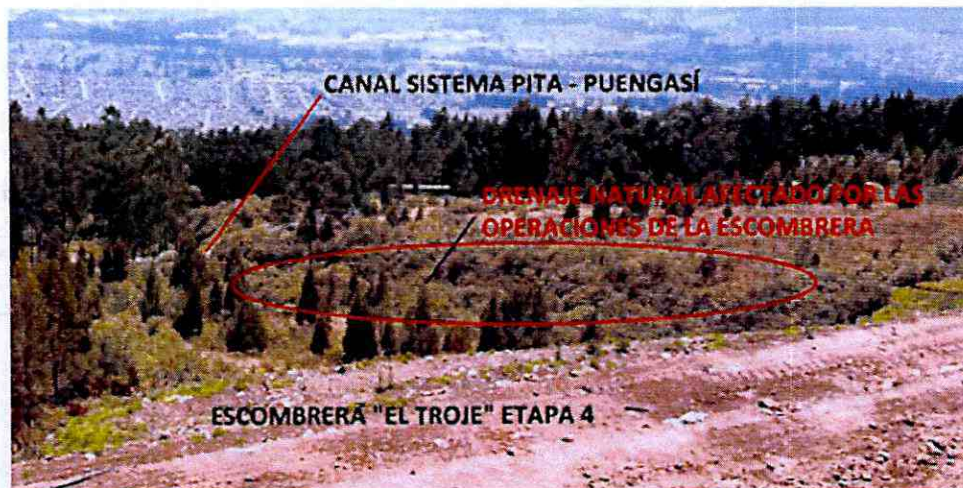 CANAL SISTEMA PITA - PUENGASÍ
DRENAJE NATURAL AFECTADO POR LAS
OPERACIONES DE LA ESCOMBRERA
ESCOMBRERA "EL TROJE" ETAPA 4